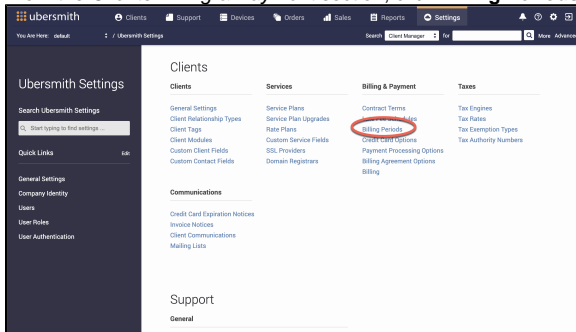 ubersmith Clients Support Devices Orders Sales Reports Settings
You Are Here: default / Ubersmith Settings Search Client Manager for More Advanced
Ubersmith Settings
Search Ubersmith Settings
Start typing to find settings ...
Quick Links Edit
General Settings
Company Identity
Users
User Roles
User Authentication
Clients
Clients Services Billing & Payment Taxes
General Settings Service Plans Contract Terms Tax Engines
Client Relationship Types Service Plan Upgrades Tax Rates
Client Tags Rate Plans Billing Periods Tax Exemption Types
Client Modules Custom Service Fields Credit Card Options Tax Authority Numbers
Custom Client Fields SSL Providers Payment Processing Options
Custom Contact Fields Domain Registrars Billing Agreement Options
Billing
Communications
Credit Card Expiration Notices
Invoice Notices
Client Communications
Mailing Lists
Support
General